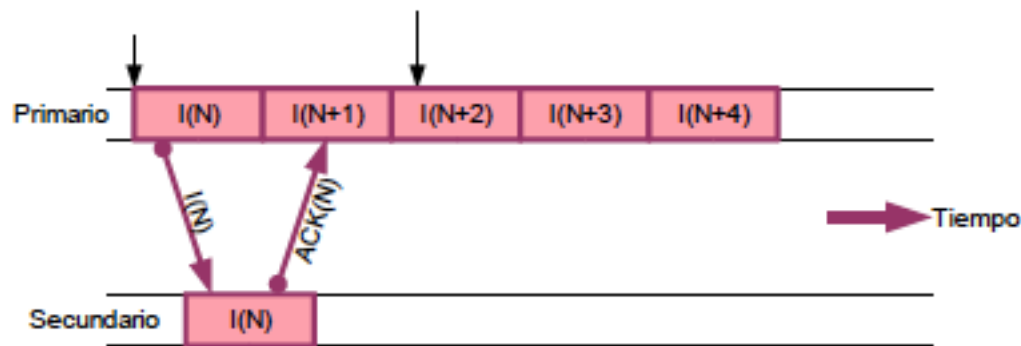 Primario I(N) I(N+1) I(N+2) I(N+3) I(N+4)
I(N)
ACK(N)
Tiempo
Secundario I(N)